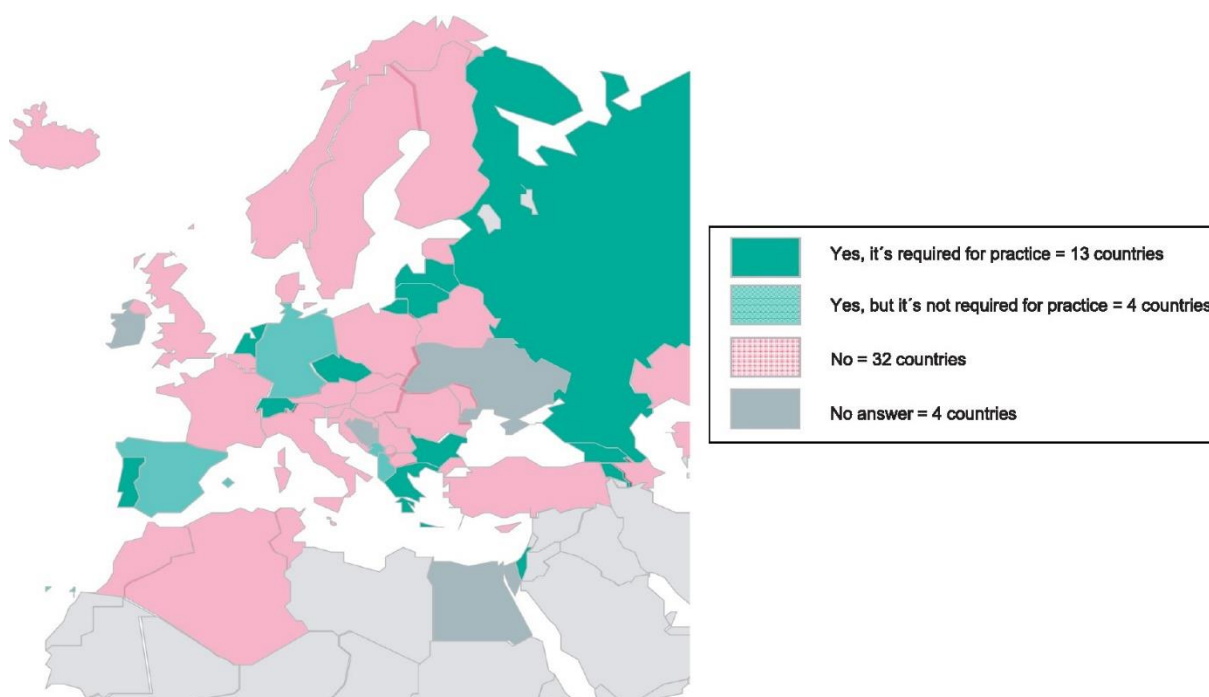 Yes, it´s required for practice = 13 countries
Yes, but it´s not required for practice = 4 countries
No = 32 countries
No answer = 4 countries